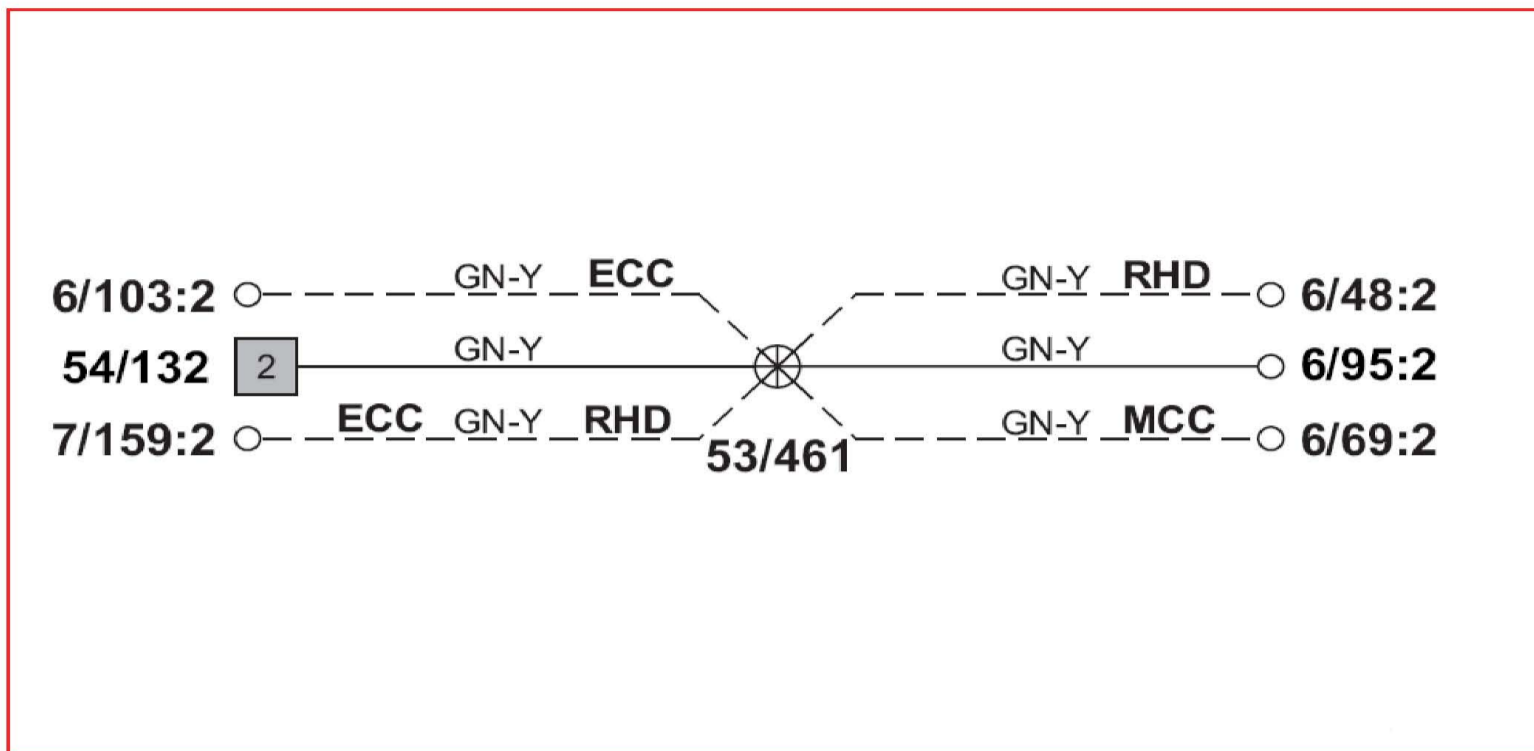 6/103:2 GN-Y ECC GN-Y RHD 6/48:2
54/132 2 GN-Y GN-Y 6/95:2
7/159:2 ECC GN-Y RHD GN-Y MCC 6/69:2
53/461